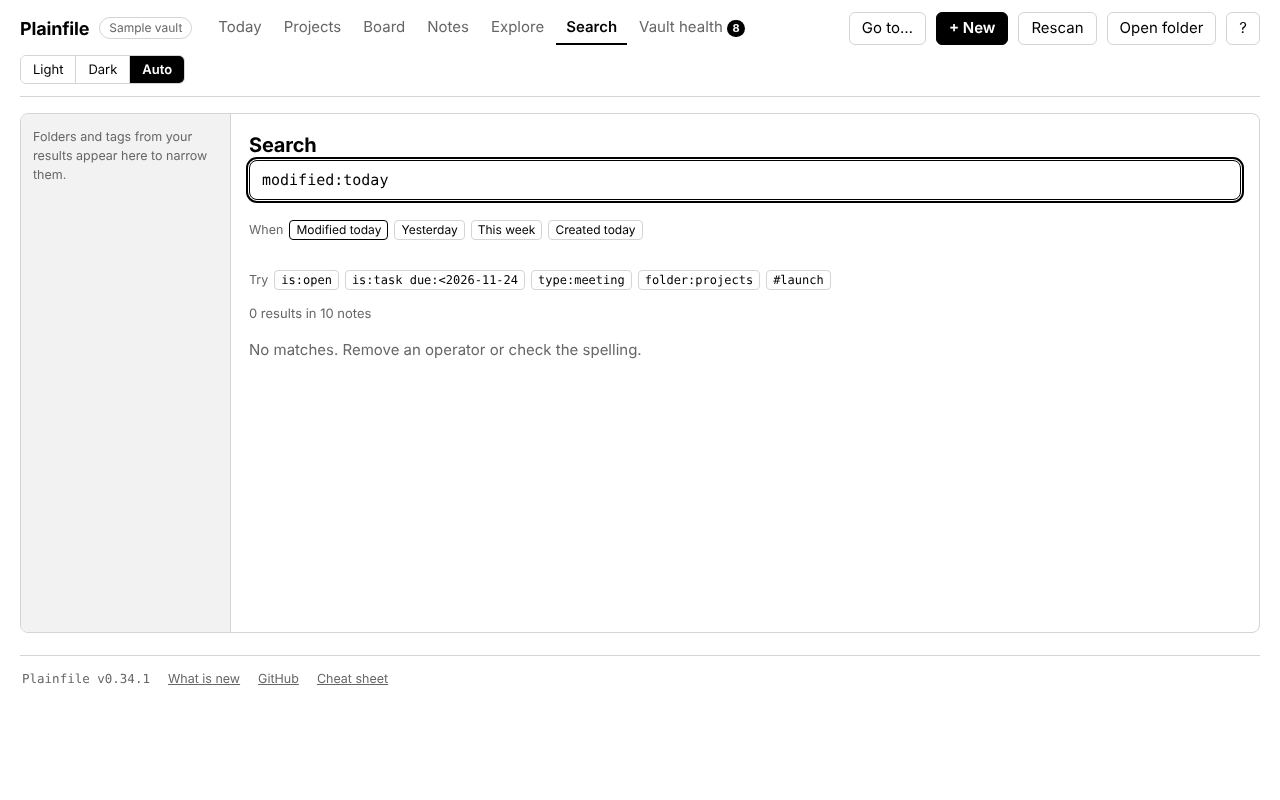 Plainfile Sample vault Today Projects Board Notes Explore Search Vault health 8 Go to... + New Rescan Open folder ?
Light Dark Auto
Folders and tags from your
results appear here to narrow
them.
Search
modified:today
When Modified today Yesterday This week Created today
Try is:open is:task due:<2026-11-24 type:meeting folder:projects #launch
0 results in 10 notes
No matches. Remove an operator or check the spelling.
Plainfile v0.34.1 What is new GitHub Cheat sheet